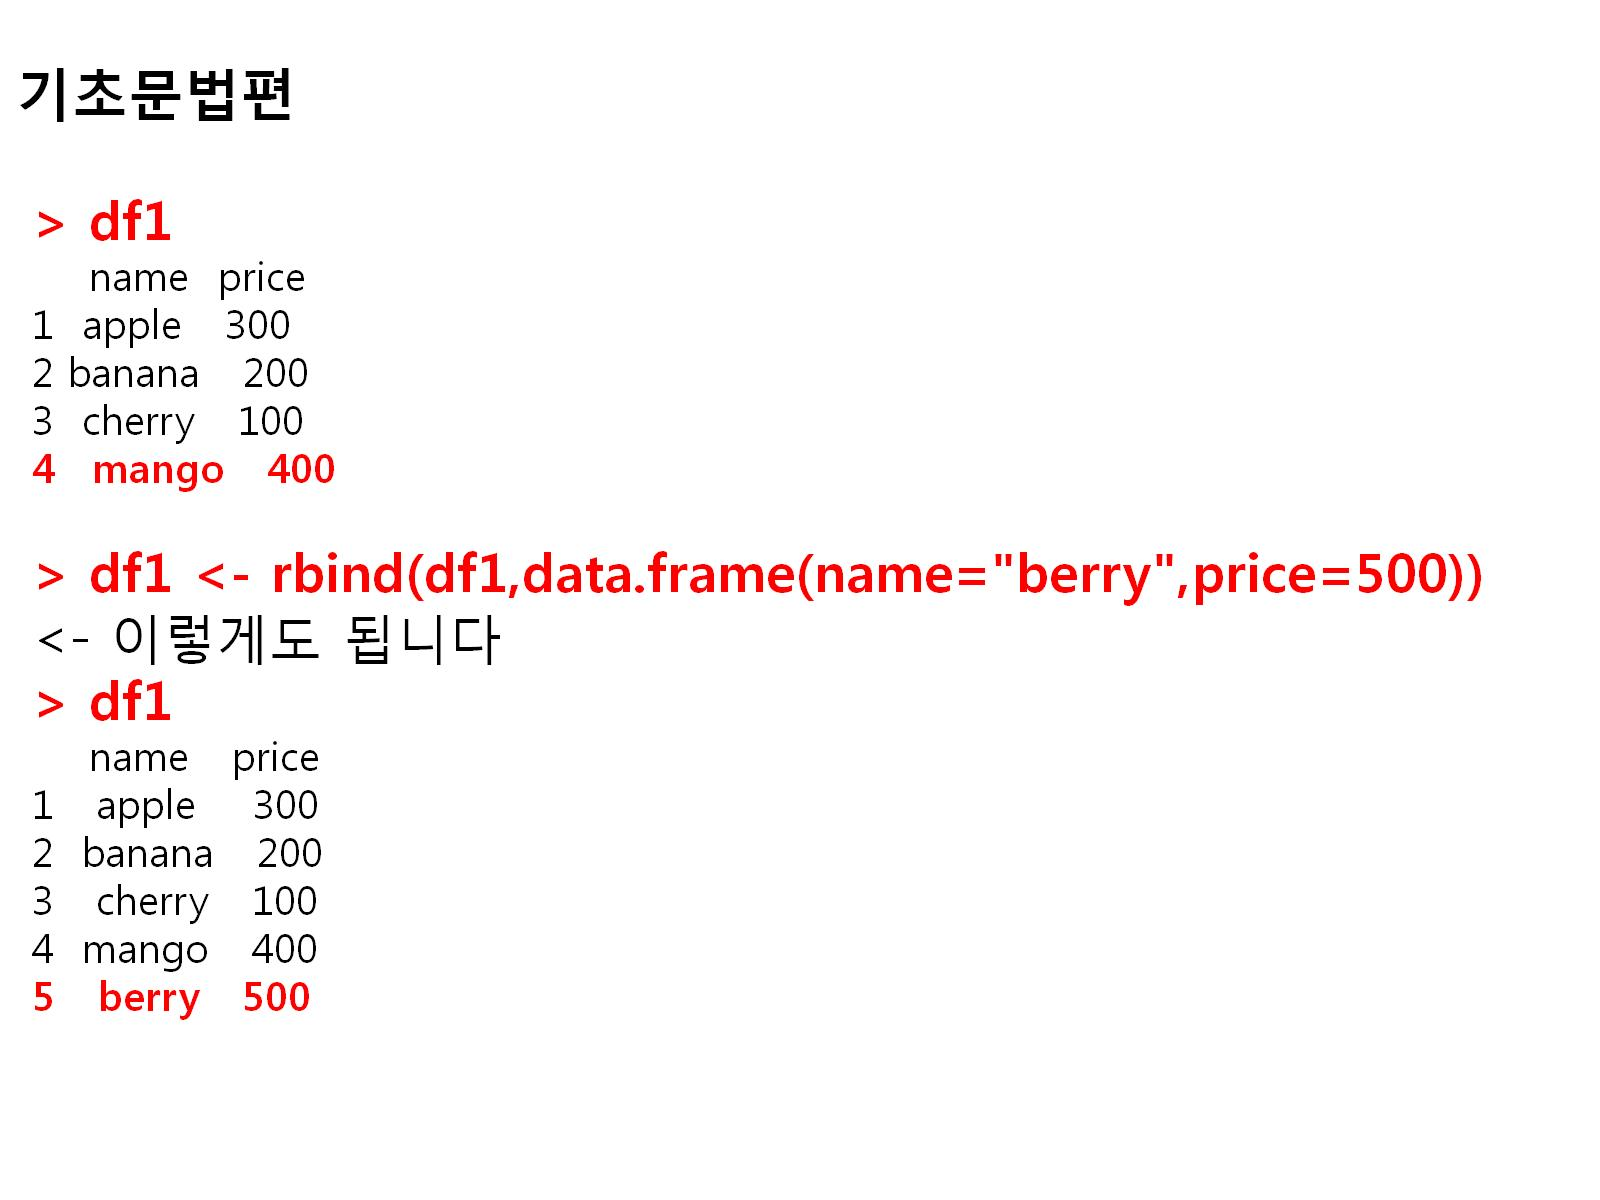 기초문법편
> df1
name price
1 apple 300
2 banana 200
3 cherry 100
4 mango 400
> df1 <- rbind(df1,data.frame(name="berry",price=500))
<- 이렇게도 됩니다
> df1
name price
1 apple 300
2 banana 200
3 cherry 100
4 mango 400
5 berry 500